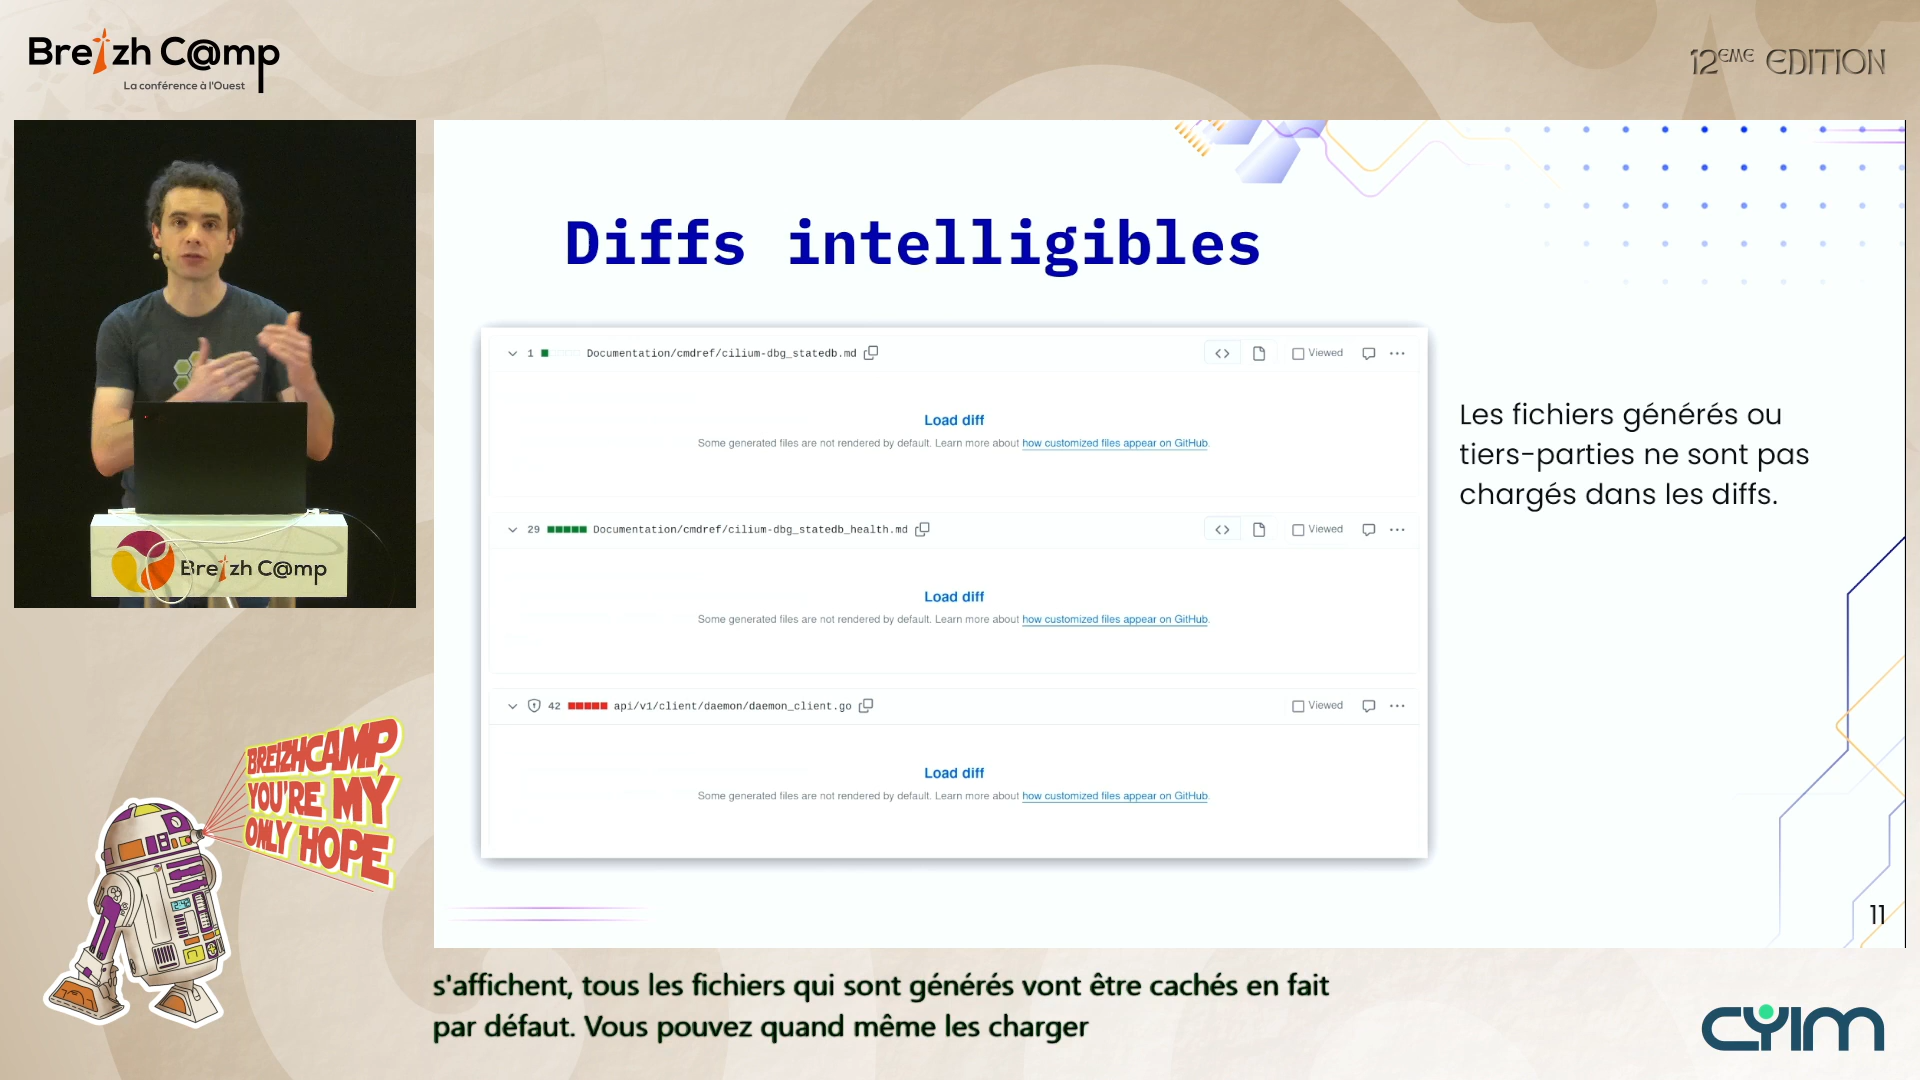 Breizh C@mp
La conférence à l'Ouest
12ÈME EDITION
Diffs intelligibles
1 Documentation/cmdref/cilium-dbg_statedb.md
Viewed
Load diff
Some generated files are not rendered by default. Learn more about how customized files appear on GitHub.
29 Documentation/cmdref/cilium-dbg_statedb_health.md
Viewed
Load diff
Some generated files are not rendered by default. Learn more about how customized files appear on GitHub.
42 api/v1/client/daemon/daemon_client.go
Viewed
Load diff
Some generated files are not rendered by default. Learn more about how customized files appear on GitHub.
Les fichiers générés ou
tiers-parties ne sont pas
chargés dans les diffs.
11
Breizh C@mp
BREIZHCAMP,
YOU'RE MY
ONLY HOPE
s'affichent, tous les fichiers qui sont générés vont être cachés en fait
par défaut. Vous pouvez quand même les charger
CYIM